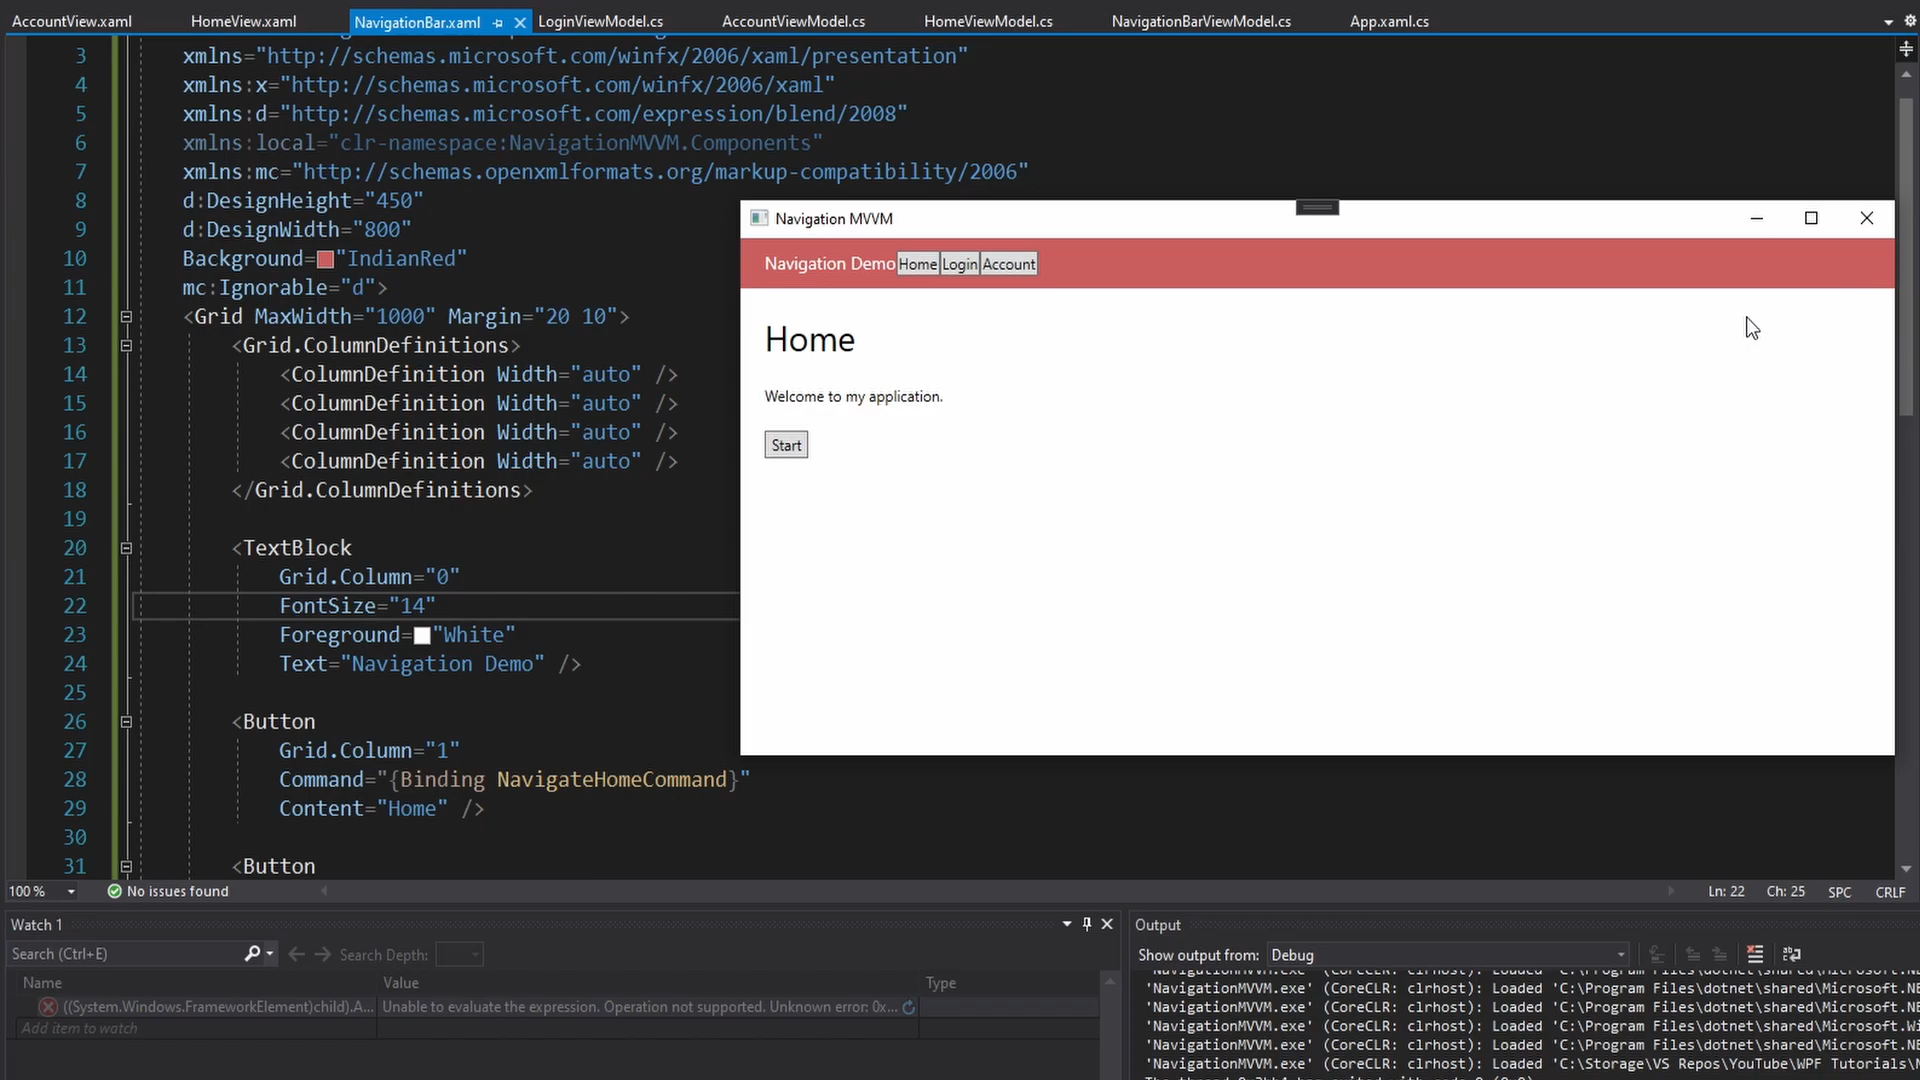 AccountView.xaml HomeView.xaml NavigationBar.xaml LoginViewModel.cs AccountViewModel.cs HomeViewModel.cs NavigationBarViewModel.cs App.xaml.cs
3 xmlns="http://schemas.microsoft.com/winfx/2006/xaml/presentation"
4 xmlns:x="http://schemas.microsoft.com/winfx/2006/xaml"
5 xmlns:d="http://schemas.microsoft.com/expression/blend/2008"
6 xmlns:local="clr-namespace:NavigationMVVM.Components"
7 xmlns:mc="http://schemas.openxmlformats.org/markup-compatibility/2006"
8 d:DesignHeight="450"
9 d:DesignWidth="800"
10 Background="IndianRed"
11 mc:Ignorable="d">
12 <Grid MaxWidth="1000" Margin="20 10">
13 <Grid.ColumnDefinitions>
14 <ColumnDefinition Width="auto" />
15 <ColumnDefinition Width="auto" />
16 <ColumnDefinition Width="auto" />
17 <ColumnDefinition Width="auto" />
18 </Grid.ColumnDefinitions>
19
20 <TextBlock
21 Grid.Column="0"
22 FontSize="14"
23 Foreground="White"
24 Text="Navigation Demo" />
25
26 <Button
27 Grid.Column="1"
28 Command="{Binding NavigateHomeCommand}"
29 Content="Home" />
30
31 <Button
Navigation MVVM
Navigation Demo Home Login Account
Home
Welcome to my application.
Start
100 % No issues found Ln: 22 Ch: 25 SPC CRLF
Watch 1
Search (Ctrl+E) Search Depth:
Name Value Type
((System.Windows.FrameworkElement)child).A... Unable to evaluate the expression. Operation not supported. Unknown error: 0x...
Add item to watch
Output
Show output from: Debug
'NavigationMVVM.exe' (CoreCLR: clrhost): Loaded 'C:\Program Files\dotnet\shared\Microsoft.NE
'NavigationMVVM.exe' (CoreCLR: clrhost): Loaded 'C:\Program Files\dotnet\shared\Microsoft.NE
'NavigationMVVM.exe' (CoreCLR: clrhost): Loaded 'C:\Program Files\dotnet\shared\Microsoft.NE
'NavigationMVVM.exe' (CoreCLR: clrhost): Loaded 'C:\Program Files\dotnet\shared\Microsoft.Wi
'NavigationMVVM.exe' (CoreCLR: clrhost): Loaded 'C:\Program Files\dotnet\shared\Microsoft.NE
'NavigationMVVM.exe' (CoreCLR: clrhost): Loaded 'C:\Storage\VS Repos\YouTube\WPF Tutorials\N